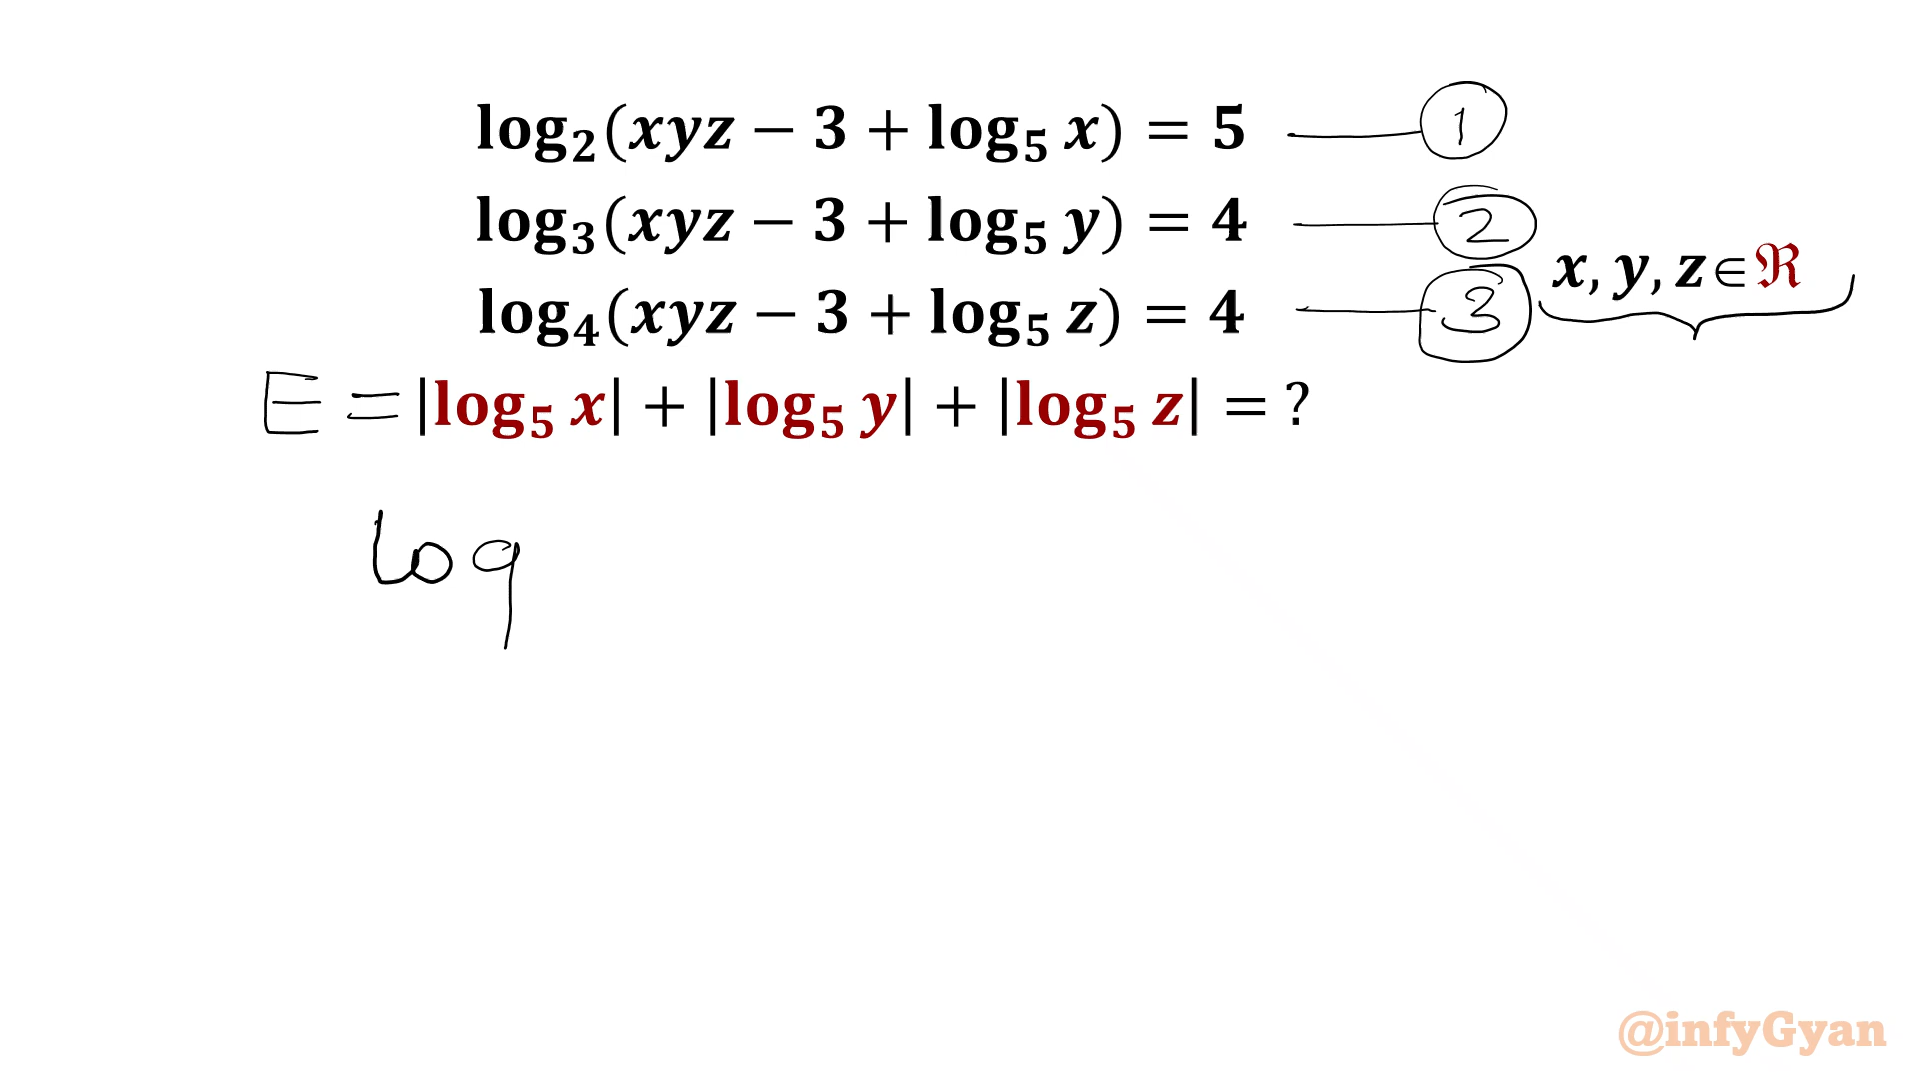 log₂(xyz − 3 + log₅ x) = 5 1
log₃(xyz − 3 + log₅ y) = 4 2
log₄(xyz − 3 + log₅ z) = 4 3
x, y, z ∈ ℜ
E = |log₅ x| + |log₅ y| + |log₅ z| = ?
log
@infyGyan